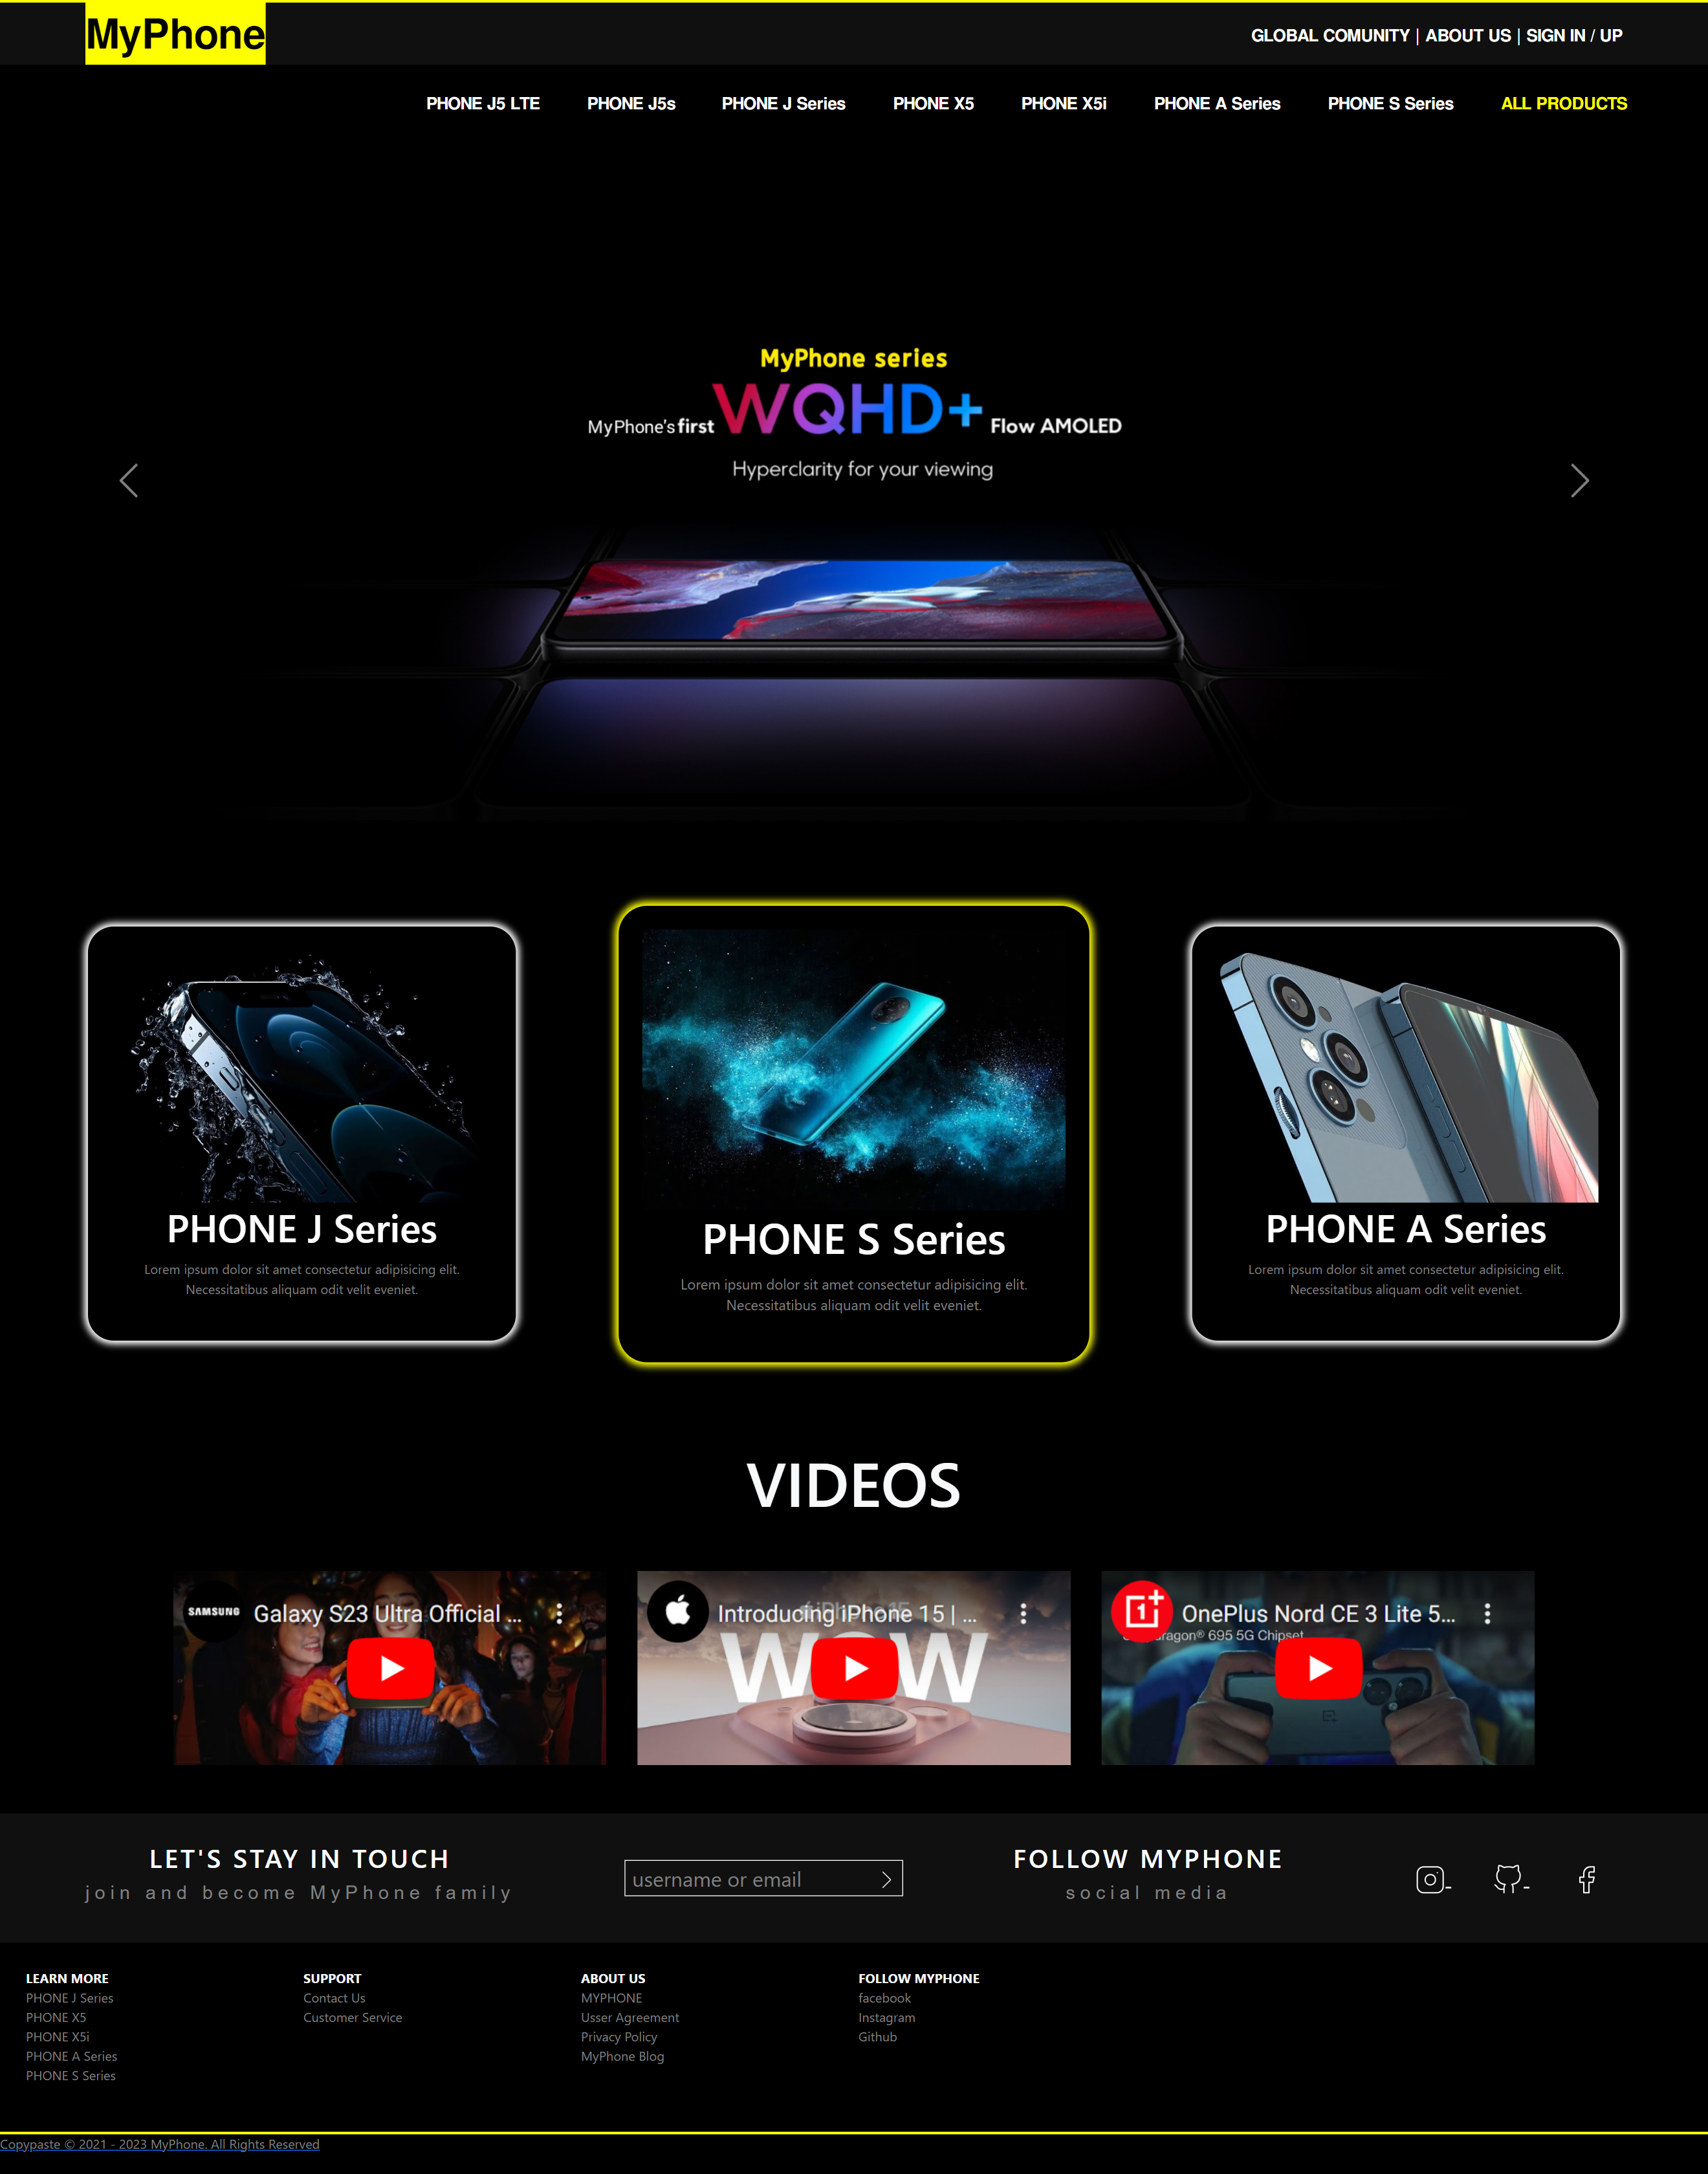 MyPhone
GLOBAL COMUNITY | ABOUT US | SIGN IN / UP
PHONE J5 LTE PHONE J5s PHONE J Series PHONE X5 PHONE X5i PHONE A Series PHONE S Series ALL PRODUCTS
MyPhone series
MyPhone's first WQHD+ Flow AMOLED
Hyperclarity for your viewing
PHONE J Series
Lorem ipsum dolor sit amet consectetur adipisicing elit.
Necessitatibus aliquam odit velit eveniet.
PHONE S Series
Lorem ipsum dolor sit amet consectetur adipisicing elit.
Necessitatibus aliquam odit velit eveniet.
PHONE A Series
Lorem ipsum dolor sit amet consectetur adipisicing elit.
Necessitatibus aliquam odit velit eveniet.
VIDEOS
SAMSUNG Galaxy S23 Ultra Official ...
Introducing iPhone 15 | ...
WOW
OnePlus Nord CE 3 Lite 5...
695 5G Chipset
LET'S STAY IN TOUCH
join and become MyPhone family
username or email
FOLLOW MYPHONE
social media
LEARN MORE
PHONE J Series
PHONE X5
PHONE X5i
PHONE A Series
PHONE S Series
SUPPORT
Contact Us
Customer Service
ABOUT US
MYPHONE
Usser Agreement
Privacy Policy
MyPhone Blog
FOLLOW MYPHONE
facebook
Instagram
Github
Copypaste © 2021 - 2023 MyPhone. All Rights Reserved